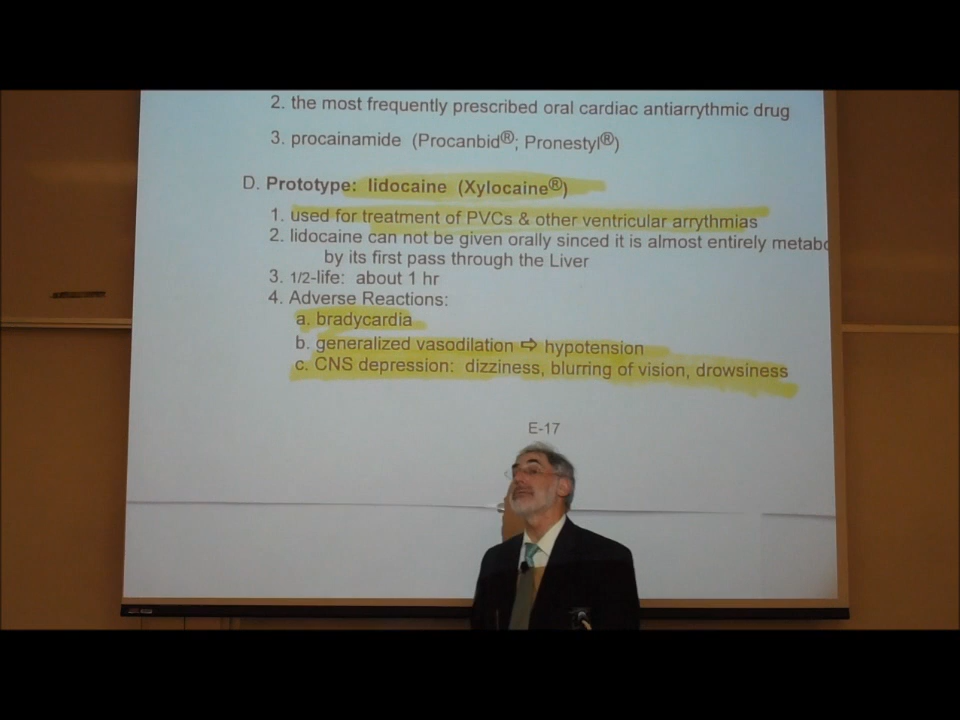 2. the most frequently prescribed oral cardiac antiarrythmic drug
3. procainamide (Procanbid®; Pronestyl®)
D. Prototype: lidocaine (Xylocaine®)
1. used for treatment of PVCs & other ventricular arrythmias
2. lidocaine can not be given orally sinced it is almost entirely
by its first pass through the Liver
3. 1/2-life: about 1 hr
4. Adverse Reactions:
a. bradycardia
b. generalized vasodilation ⇨ hypotension
c. CNS depression: dizziness, blurring of vision, drowsiness
E-17